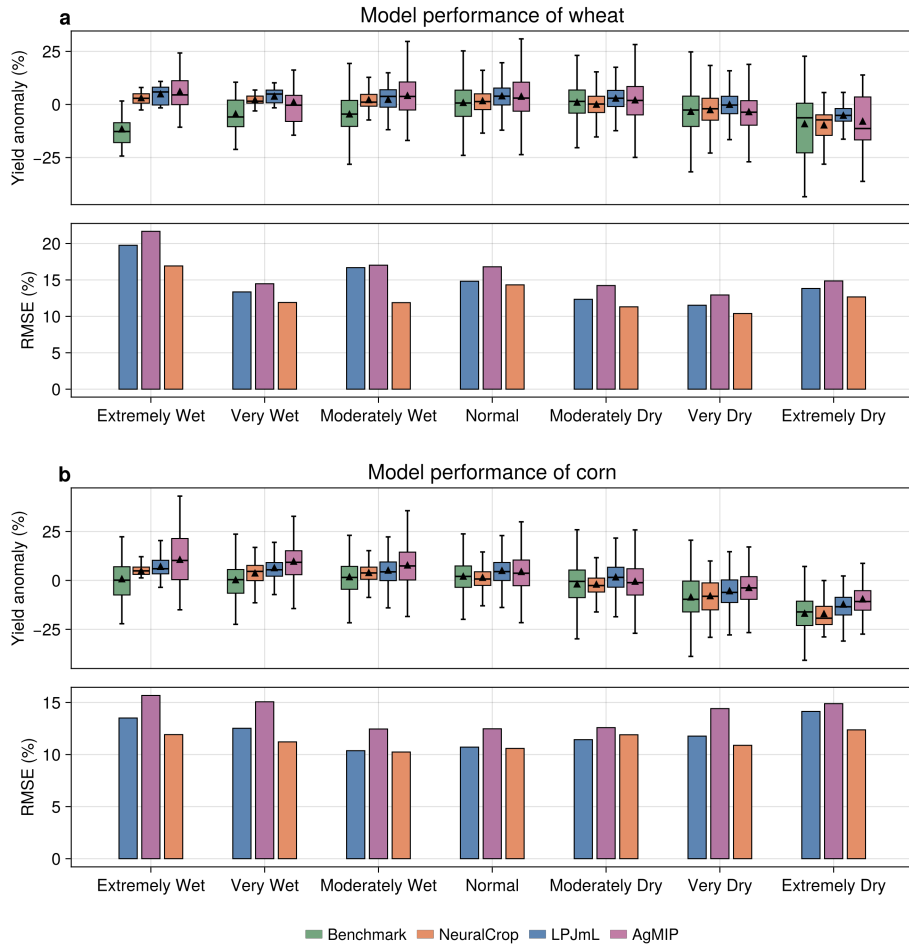 a
Model performance of wheat
Yield anomaly (%)
25
0
−25
RMSE (%)
20
15
10
5
0
Extremely Wet Very Wet Moderately Wet Normal Moderately Dry Very Dry Extremely Dry
b
Model performance of corn
Yield anomaly (%)
25
0
−25
RMSE (%)
15
10
5
0
Extremely Wet Very Wet Moderately Wet Normal Moderately Dry Very Dry Extremely Dry
Benchmark NeuralCrop LPJmL AgMIP